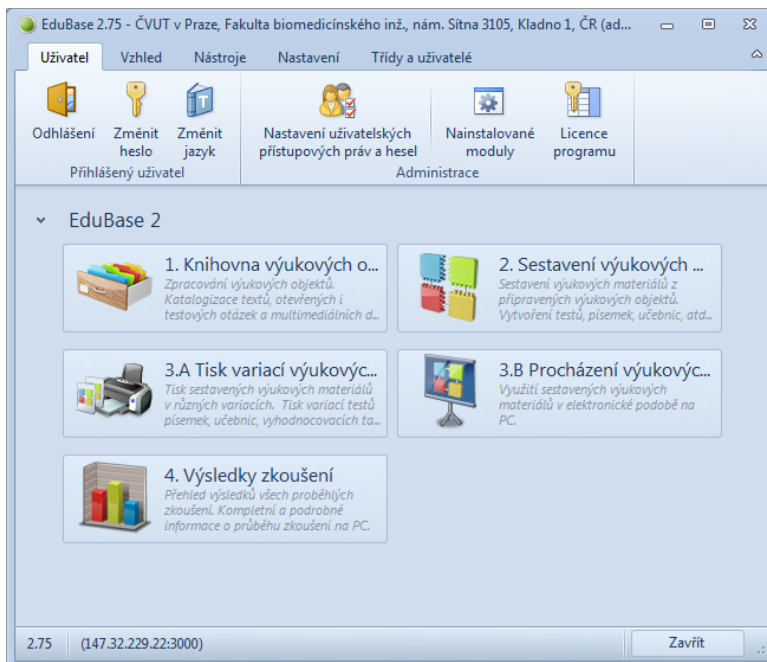 EduBase 2.75 - ČVUT v Praze, Fakulta biomedicínského inž., nám. Sítna 3105, Kladno 1, ČR (ad...
Uživatel Vzhled Nástroje Nastavení Třídy a uživatelé
Odhlášení Změnit heslo Změnit jazyk
Nastavení uživatelských přístupových práv a hesel
Nainstalované moduly
Licence programu
Přihlášený uživatel Administrace
EduBase 2
1. Knihovna výukových o...
Zpracování výukových objektů.
Katalogizace textů, otevřených i
testových otázek a multimediálních d...
2. Sestavení výukových ...
Sestavení výukových materiálů z
připravených výukových objektů.
Vytvoření testů, písemek, učebnic, atd...
3.A Tisk variací výukovýc...
Tisk sestavených výukových materiálů
v různých variacích. Tisk variací testů
písemek, učebnic, vyhodnocovacích ta...
3.B Procházení výukovýc...
Využití sestavených výukových
materiálů v elektronické podobě na
PC.
4. Výsledky zkoušení
Přehled výsledků všech proběhlých
zkoušení. Kompletní a podrobné
informace o průběhu zkoušení na PC.
2.75 (147.32.229.22:3000) Zavřít